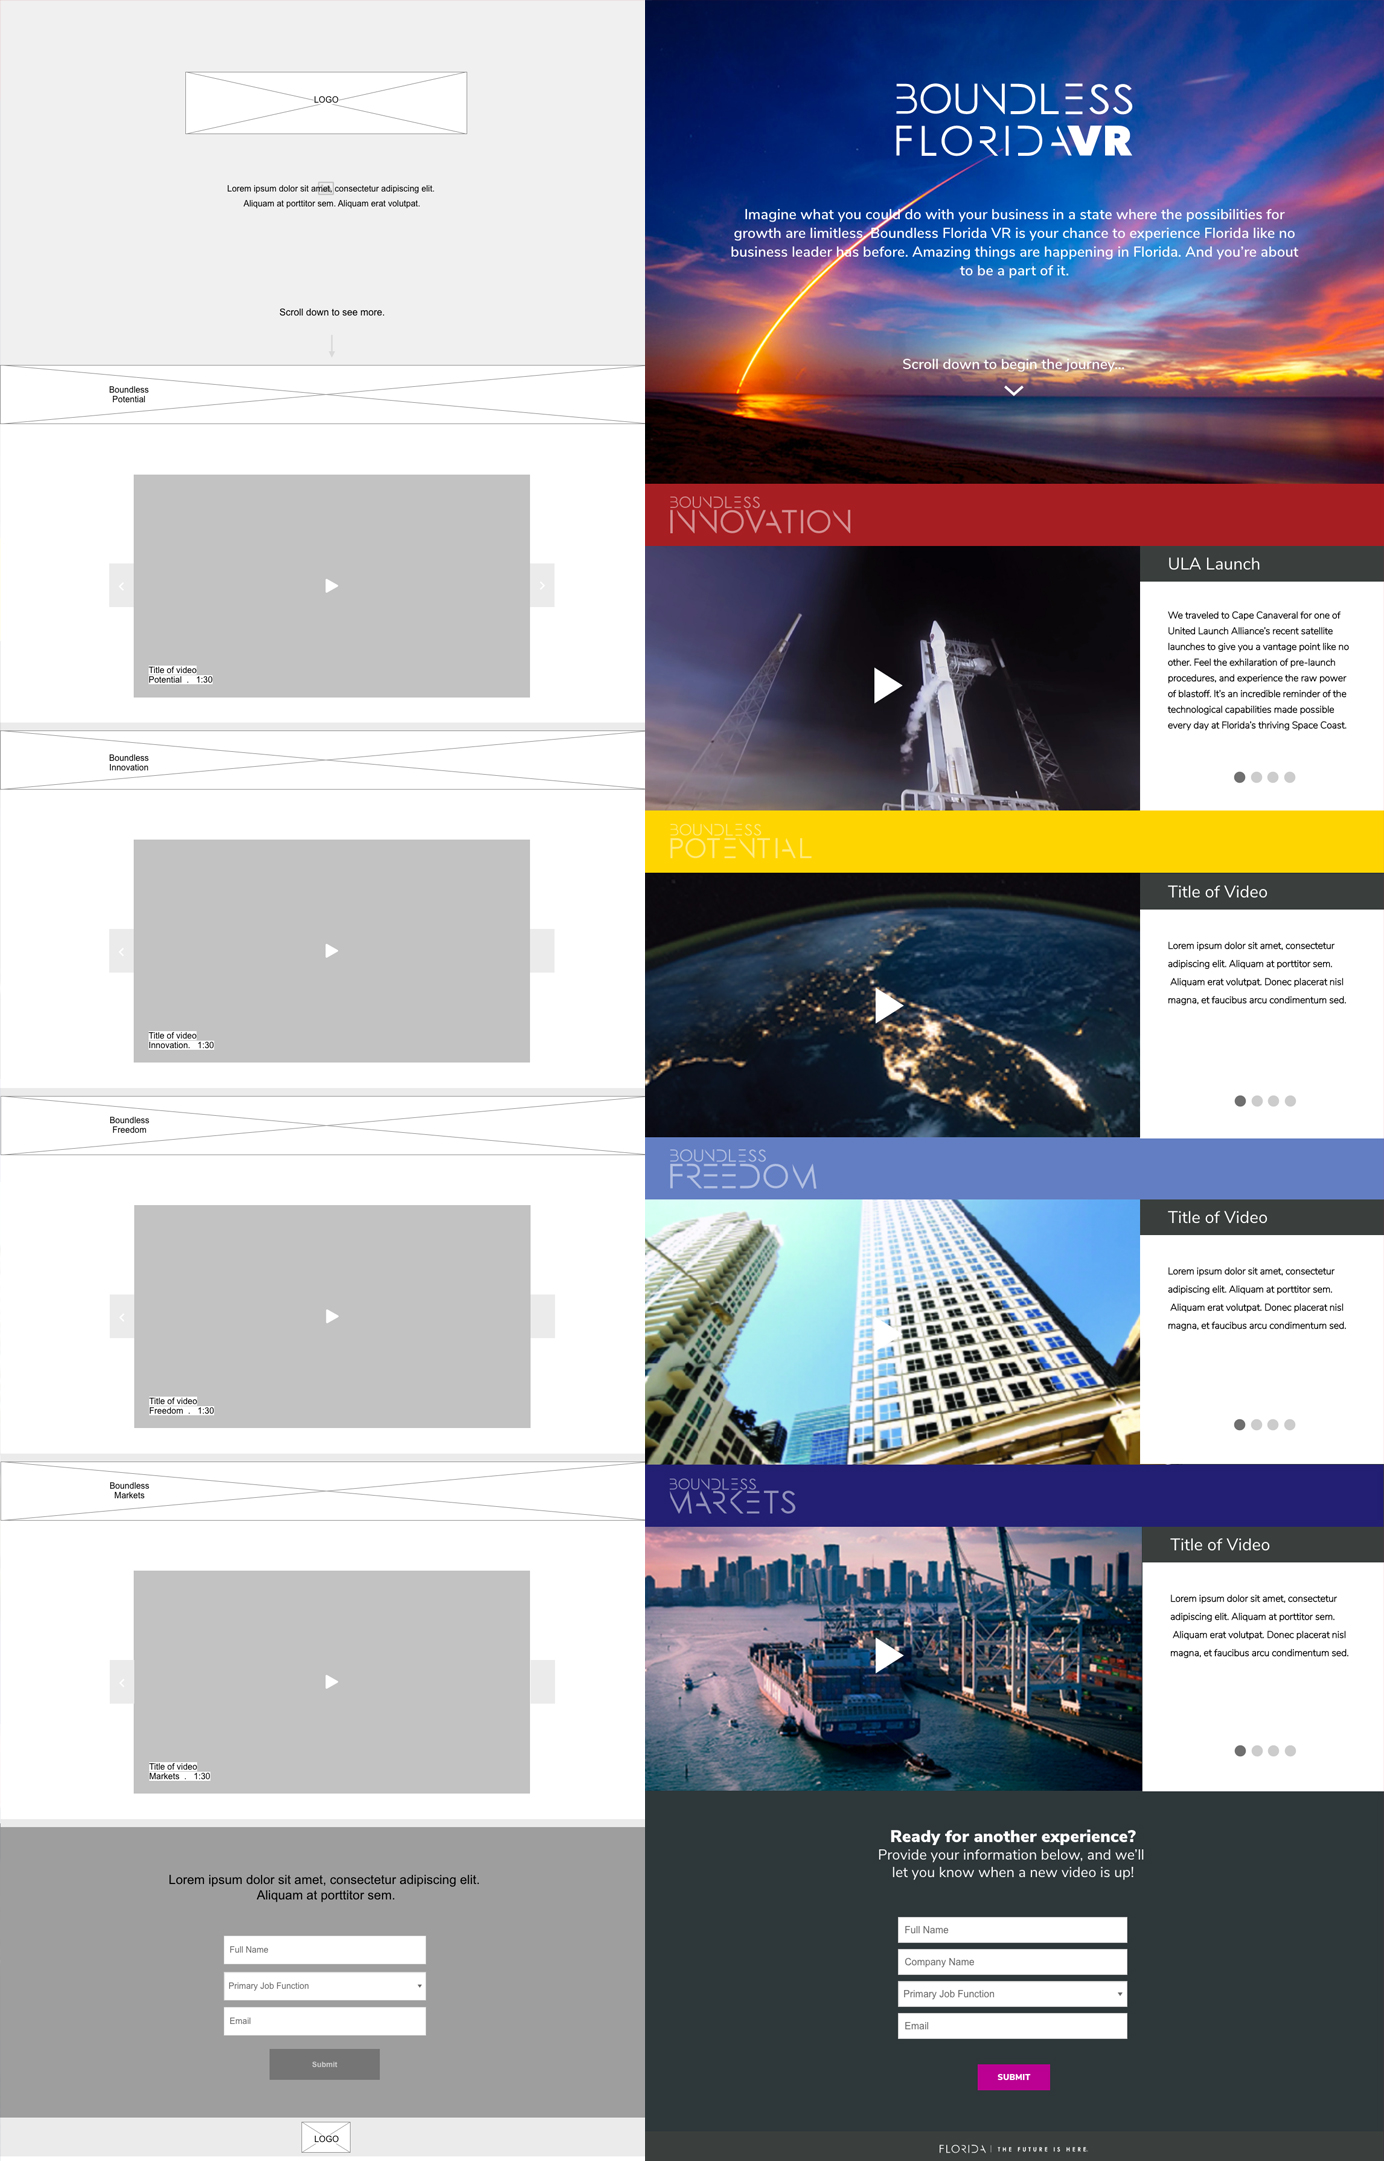 LOGO
Lorem ipsum dolor sit amet, consectetur adipiscing elit.
Aliquam at porttitor sem. Aliquam erat volutpat.
Scroll down to see more.
Boundless
Potential
Title of video
Potential . 1:30
Boundless
Innovation
Title of video
Innovation. 1:30
Boundless
Freedom
Title of video
Freedom . 1:30
Boundless
Markets
Title of video
Markets . 1:30
Lorem ipsum dolor sit amet, consectetur adipiscing elit.
Aliquam at porttitor sem.
Full Name
Primary Job Function
Email
Submit
LOGO
BOUNDLESS
FLORIDAVR
Imagine what you could do with your business in a state where the possibilities for
growth are limitless. Boundless Florida VR is your chance to experience Florida like no
business leader has before. Amazing things are happening in Florida. And you're about
to be a part of it.
Scroll down to begin the journey...
BOUNDLESS
INNOVATION
ULA Launch
We traveled to Cape Canaveral for one of
United Launch Alliance's recent satellite
launches to give you a vantage point like no
other. Feel the exhilaration of pre-launch
procedures, and experience the raw power
of blastoff. It's an incredible reminder of the
technological capabilities made possible
every day at Florida's thriving Space Coast.
BOUNDLESS
POTENTIAL
Title of Video
Lorem ipsum dolor sit amet, consectetur
adipiscing elit. Aliquam at porttitor sem.
Aliquam erat volutpat. Donec placerat nisl
magna, et faucibus arcu condimentum sed.
BOUNDLESS
FREEDOM
Title of Video
Lorem ipsum dolor sit amet, consectetur
adipiscing elit. Aliquam at porttitor sem.
Aliquam erat volutpat. Donec placerat nisl
magna, et faucibus arcu condimentum sed.
BOUNDLESS
MARKETS
Title of Video
Lorem ipsum dolor sit amet, consectetur
adipiscing elit. Aliquam at porttitor sem.
Aliquam erat volutpat. Donec placerat nisl
magna, et faucibus arcu condimentum sed.
Ready for another experience?
Provide your information below, and we'll
let you know when a new video is up!
Full Name
Company Name
Primary Job Function
Email
SUBMIT
FLORIDA | THE FUTURE IS HERE.